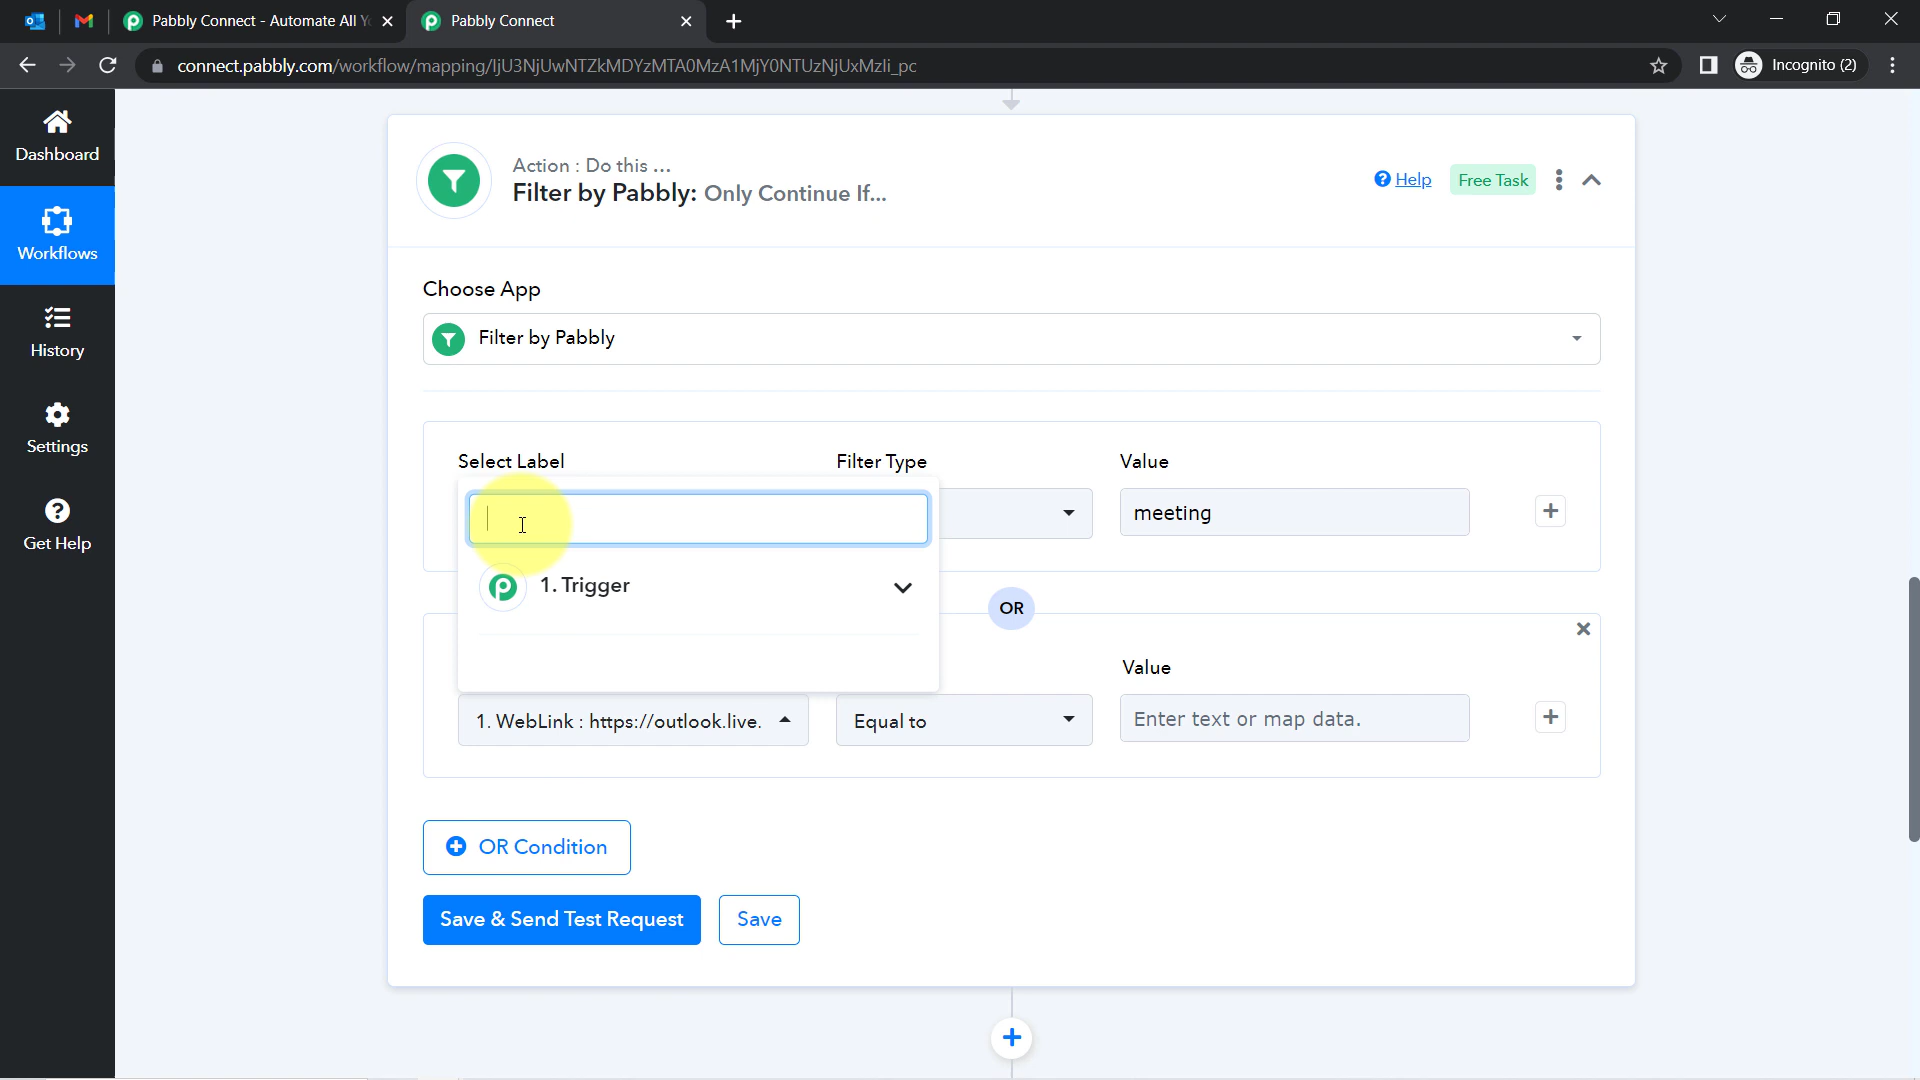 Pabbly Connect - Automate All Y
Pabbly Connect
connect.pabbly.com/workflow/mapping/IjU3NjUwNTZkMDYzMTA0MzA1MjY0NTUzNjUxMzIi_pc
Incognito (2)
Dashboard
Workflows
History
Settings
Get Help
Action : Do this ...
Filter by Pabbly: Only Continue If...
Help
Free Task
Choose App
Filter by Pabbly
Select Label
Filter Type
Value
meeting
1. Trigger
OR
Value
1. WebLink : https://outlook.live.
Equal to
Enter text or map data.
OR Condition
Save & Send Test Request
Save